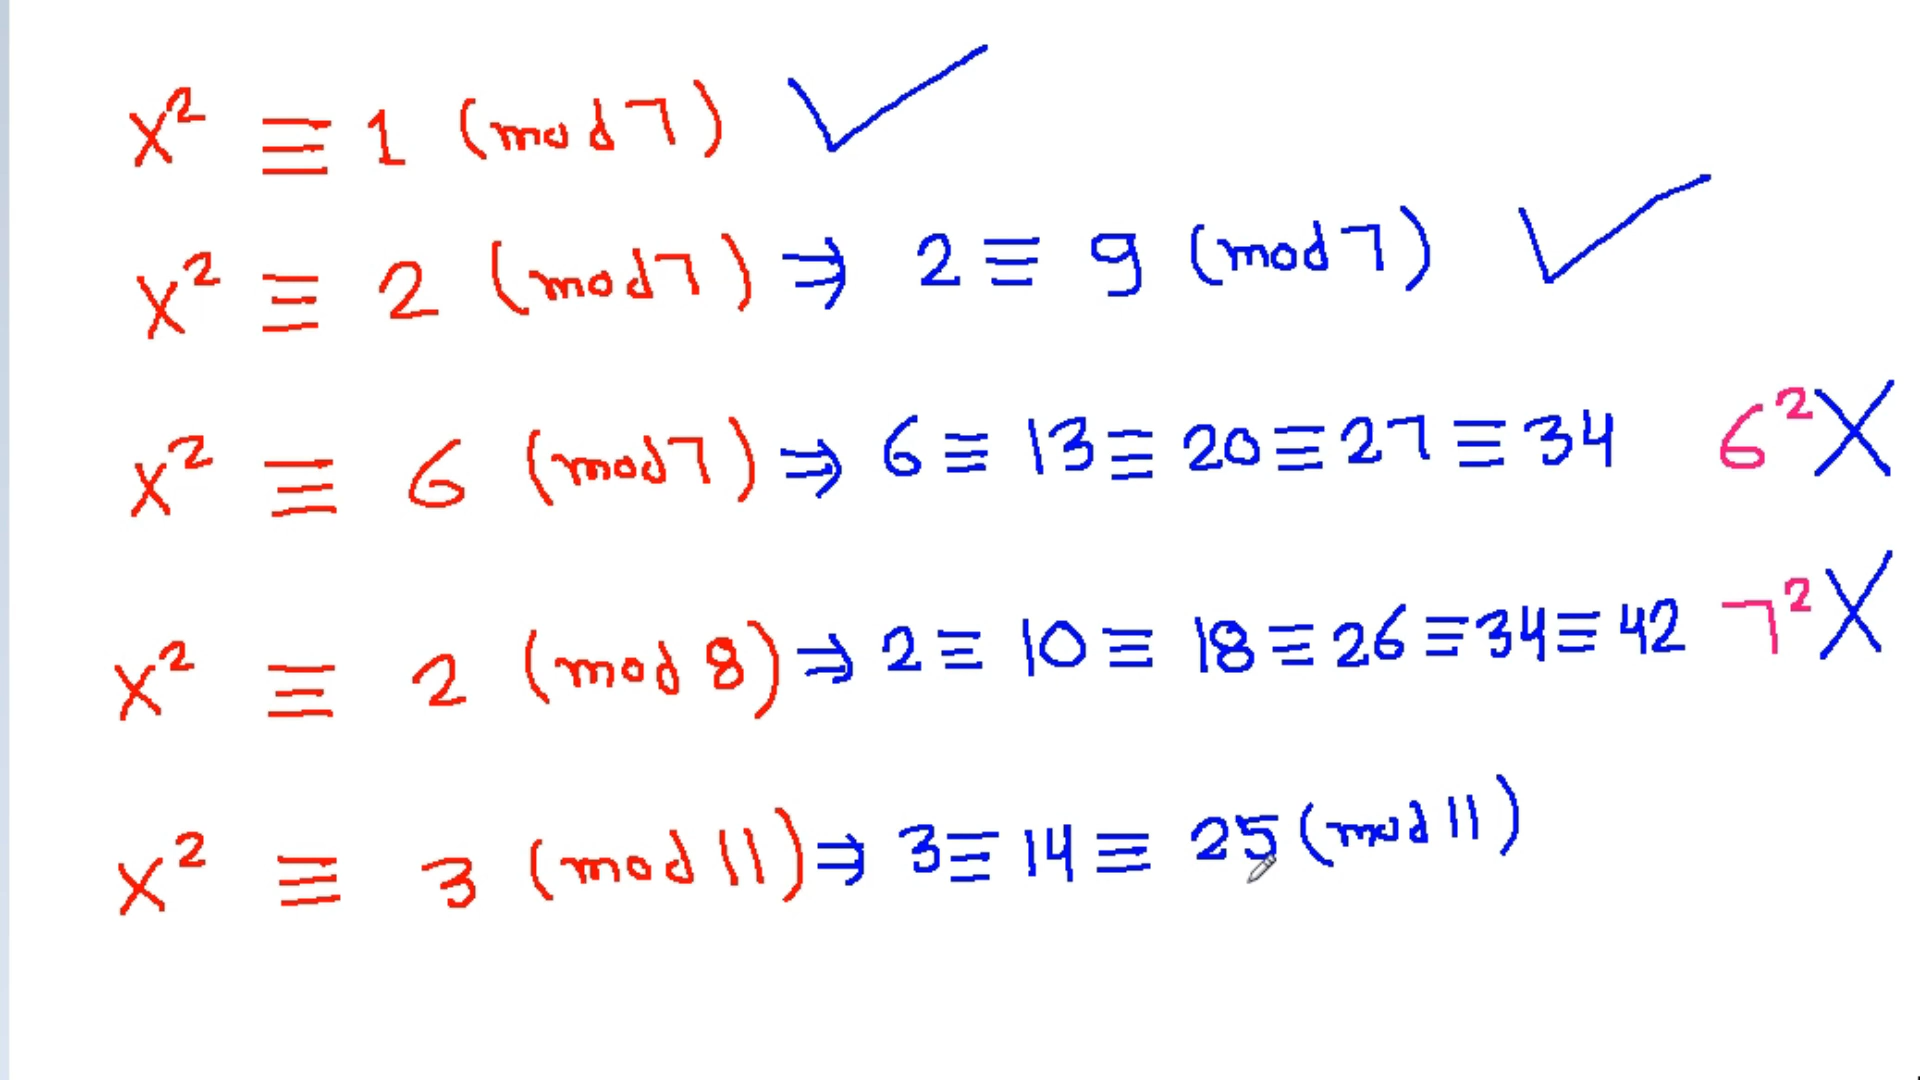 x² ≡ 1 (mod 7) ✓
x² ≡ 2 (mod 7) ⇒ 2 ≡ 9 (mod 7) ✓
x² ≡ 6 (mod 7) ⇒ 6 ≡ 13 ≡ 20 ≡ 27 ≡ 34 6² X
x² ≡ 2 (mod 8) ⇒ 2 ≡ 10 ≡ 18 ≡ 26 ≡ 34 ≡ 42 7² X
x² ≡ 3 (mod 11) ⇒ 3 ≡ 14 ≡ 25 (mod 11)